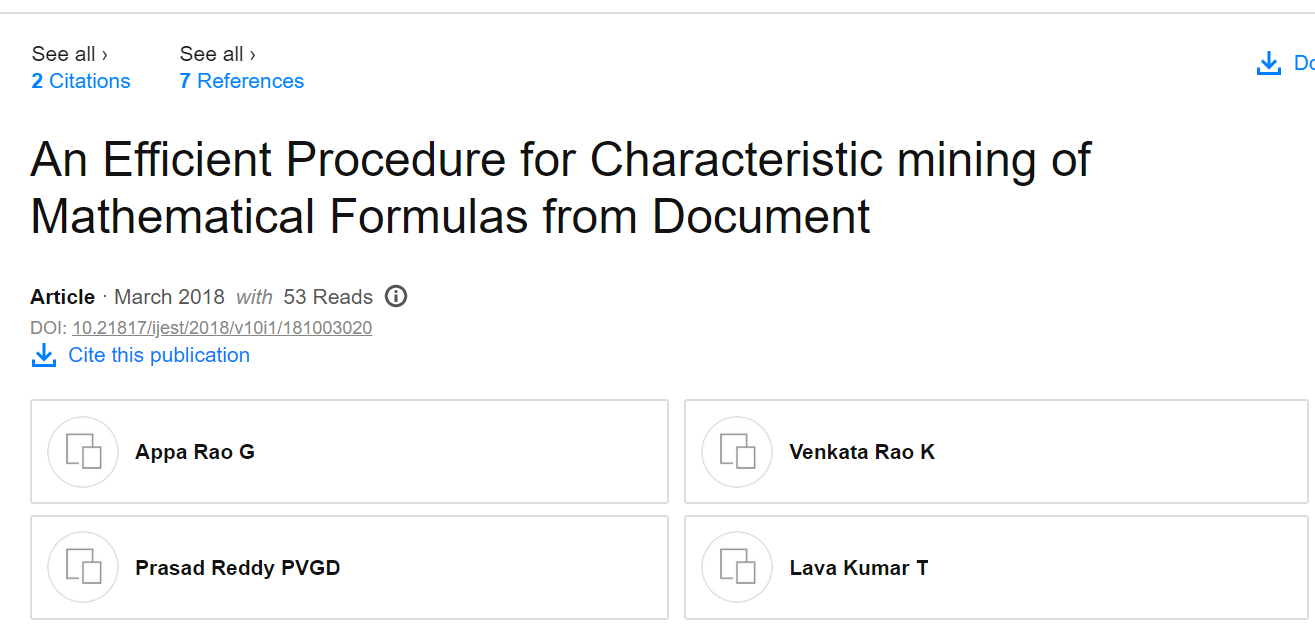 See all ›
See all ›
2 Citations
7 References
An Efficient Procedure for Characteristic mining of
Mathematical Formulas from Document
Article · March 2018 with 53 Reads
DOI: 10.21817/ijest/2018/v10i1/181003020
Cite this publication
Appa Rao G
Venkata Rao K
Prasad Reddy PVGD
Lava Kumar T